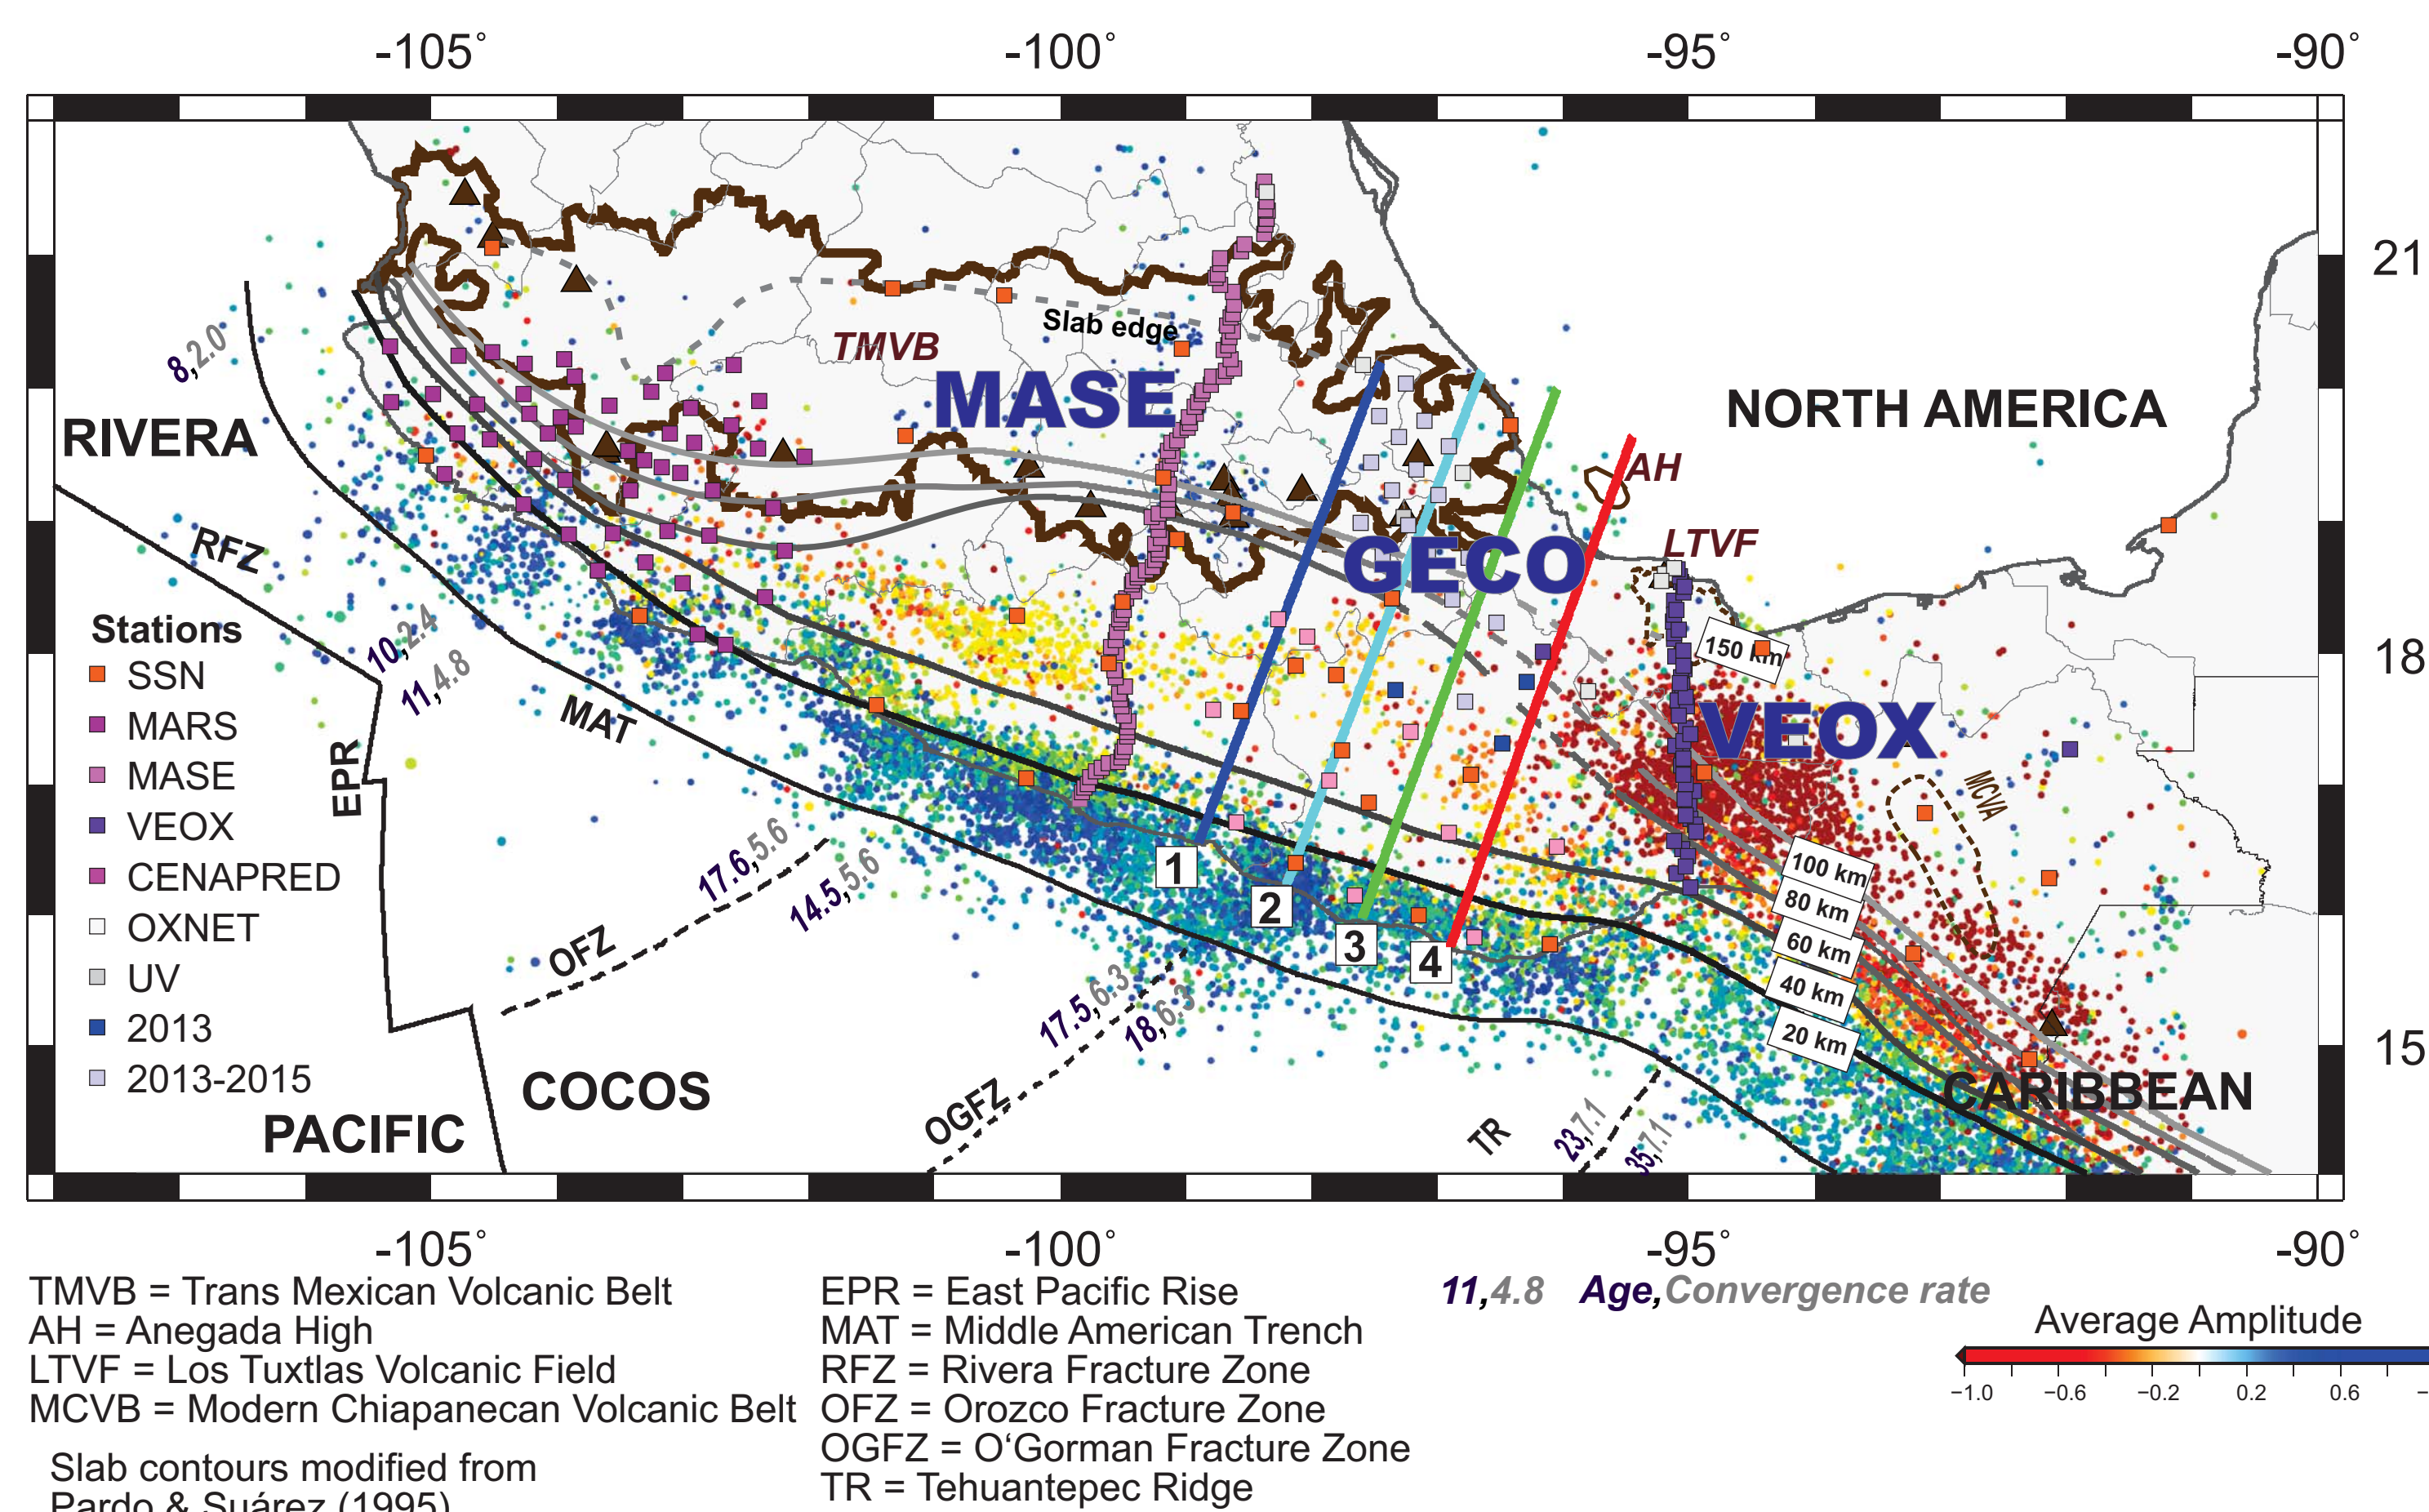 -105° -100° -95° -90°
21
TMVB
Slab edge
MASE
NORTH AMERICA
8,2.0
RIVERA
AH
RFZ
GECO
LTVF
Stations
SSN
MARS
MASE
VEOX
CENAPRED
OXNET
UV
2013
2013-2015
10,2.4
11,4.8
150 km
18
MAT
VEOX
EPR
MCVA
17.6,5.6
14.5,5.6
1
2
3
4
100 km
80 km
60 km
40 km
20 km
OFZ
17.5,6.3
18,6.3
15
COCOS
PACIFIC
OGFZ
TR
23,7.1
35,7.1
CARIBBEAN
-105° -100° -95° -90°
TMVB = Trans Mexican Volcanic Belt
AH = Anegada High
LTVF = Los Tuxtlas Volcanic Field
MCVB = Modern Chiapanecan Volcanic Belt
Slab contours modified from
Pardo & Suárez (1995)
EPR = East Pacific Rise
MAT = Middle American Trench
RFZ = Rivera Fracture Zone
OFZ = Orozco Fracture Zone
OGFZ = O‘Gorman Fracture Zone
TR = Tehuantepec Ridge
11,4.8 Age,Convergence rate
Average Amplitude
−1.0 −0.6 −0.2 0.2 0.6